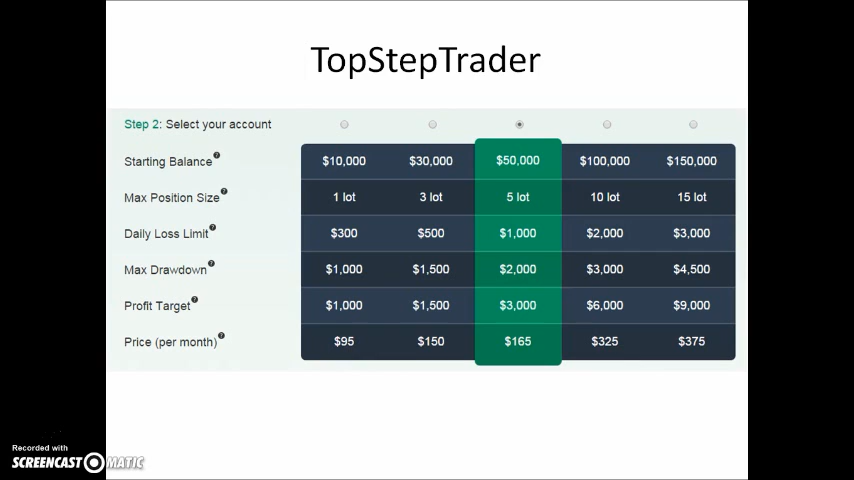 TopStepTrader
Step 2: Select your account
Starting Balance? $10,000 $30,000 $50,000 $100,000 $150,000
Max Position Size? 1 lot 3 lot 5 lot 10 lot 15 lot
Daily Loss Limit? $300 $500 $1,000 $2,000 $3,000
Max Drawdown? $1,000 $1,500 $2,000 $3,000 $4,500
Profit Target? $1,000 $1,500 $3,000 $6,000 $9,000
Price (per month)? $95 $150 $165 $325 $375
Recorded with
SCREENCAST MATIC